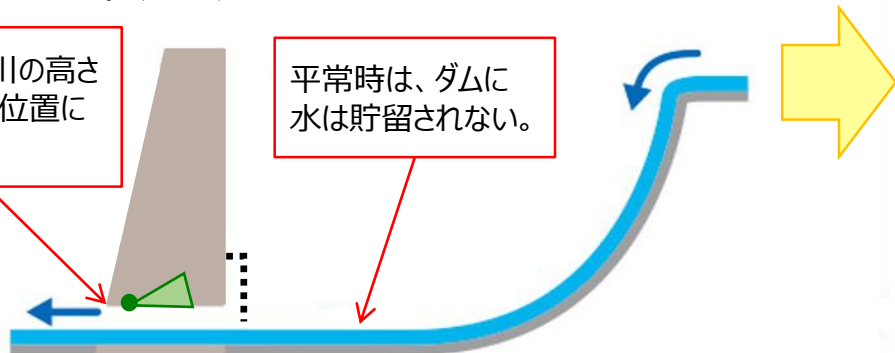 川の高さ
位置に
平常時は、ダムに
水は貯留されない。